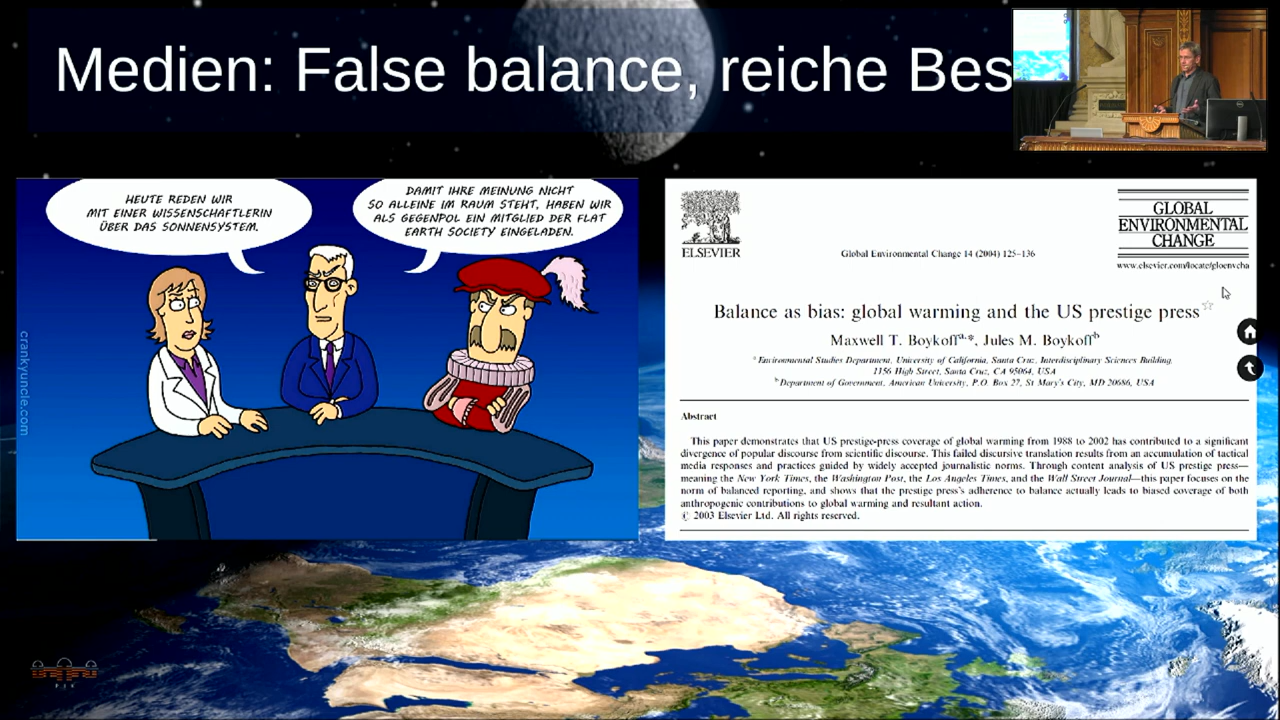 Medien: False balance, reiche Bes
HEUTE REDEN WIR
MIT EINER WISSENSCHAFTLERIN
ÜBER DAS SONNENSYSTEM.
DAMIT IHRE MEINUNG NICHT
SO ALLEINE IM RAUM STEHT, HABEN WIR
ALS GEGENPOL EIN MITGLIED DER FLAT
EARTH SOCIETY EINGELADEN.
crankyuncle.com
ELSEVIER
Global Environmental Change 14 (2004) 125–136
GLOBAL
ENVIRONMENTAL
CHANGE
www.elsevier.com/locate/gloenvcha
Balance as bias: global warming and the US prestige press☆
Maxwell T. Boykoffa,*, Jules M. Boykoffb
a Environmental Studies Department, University of California, Santa Cruz, Interdisciplinary Sciences Building,
1156 High Street, Santa Cruz, CA 95064, USA
b Department of Government, American University, P.O. Box 27, St Mary's City, MD 20686, USA
Abstract
This paper demonstrates that US prestige-press coverage of global warming from 1988 to 2002 has contributed to a significant
divergence of popular discourse from scientific discourse. This failed discursive translation results from an accumulation of tactical
media responses and practices guided by widely accepted journalistic norms. Through content analysis of US prestige press—
meaning the New York Times, the Washington Post, the Los Angeles Times, and the Wall Street Journal—this paper focuses on the
norm of balanced reporting, and shows that the prestige press's adherence to balance actually leads to biased coverage of both
anthropogenic contributions to global warming and resultant action.
© 2003 Elsevier Ltd. All rights reserved.
PIK